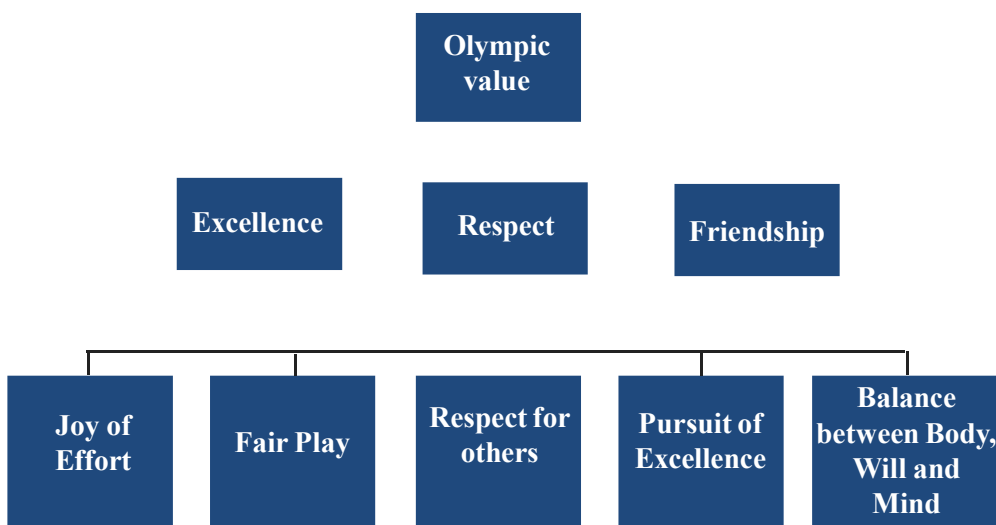 Olympic
value
Excellence
Respect
Friendship
Joy of
Effort
Fair Play
Respect for
others
Pursuit of
Excellence
Balance
between Body,
Will and
Mind